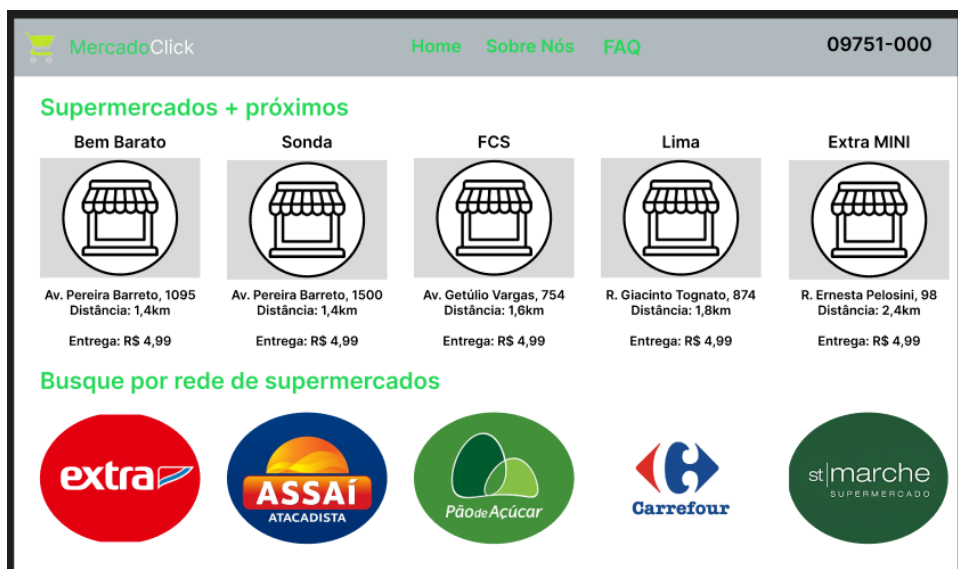 MercadoClick
Home Sobre Nós FAQ
09751-000
Supermercados + próximos
Bem Barato
Sonda
FCS
Lima
Extra MINI
Av. Pereira Barreto, 1095
Distância: 1,4km
Entrega: R$ 4,99
Av. Pereira Barreto, 1500
Distância: 1,4km
Entrega: R$ 4,99
Av. Getúlio Vargas, 754
Distância: 1,6km
Entrega: R$ 4,99
R. Giacinto Tognato, 874
Distância: 1,8km
Entrega: R$ 4,99
R. Ernesta Pelosini, 98
Distância: 2,4km
Entrega: R$ 4,99
Busque por rede de supermercados
extra
ASSAÍ
ATACADISTA
Pão de Açúcar
Carrefour
st|marche
SUPERMERCADO